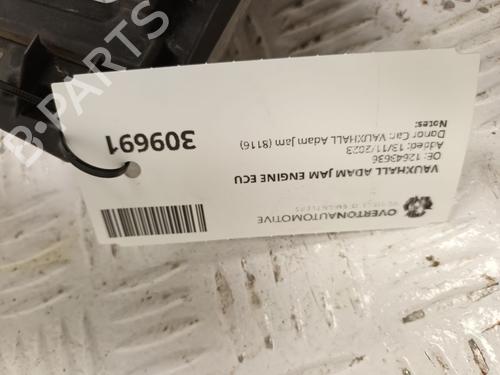 OVERTONAUTOMOTIVE
VAUXHALL ADAM JAM ENGINE ECU
OE: 12643636
Added: 13/11/2023
Donor Car: VAUXHALL Adam Jam (8116)
Notes:
309691
B-PARTS